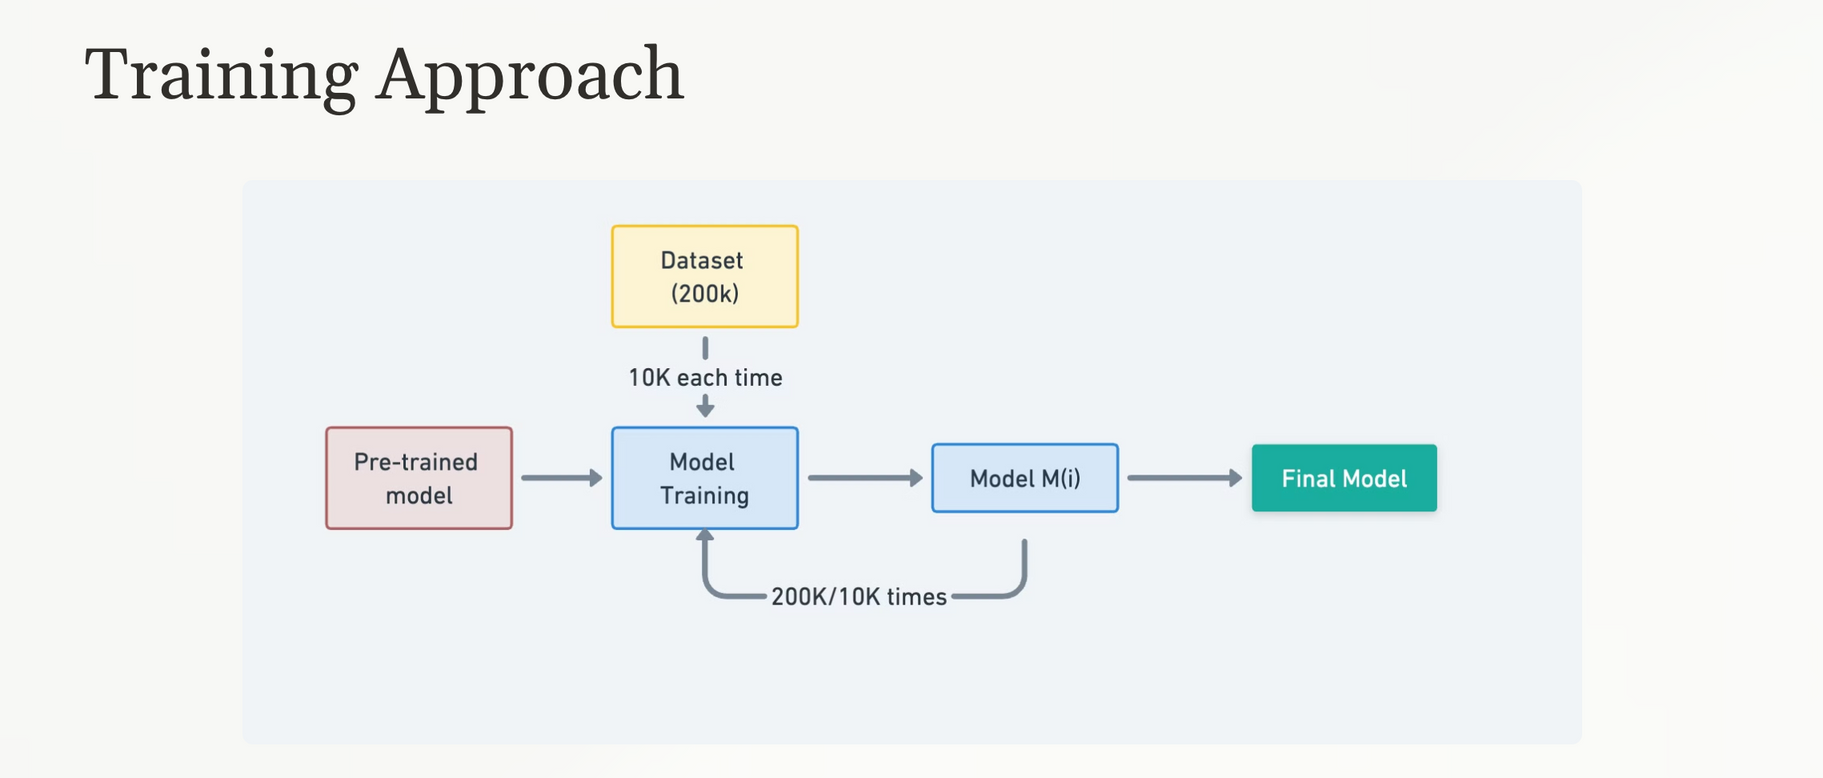 Training Approach
Dataset
(200k)
10K each time
Pre-trained
model
Model
Training
Model M(i)
Final Model
200K/10K times